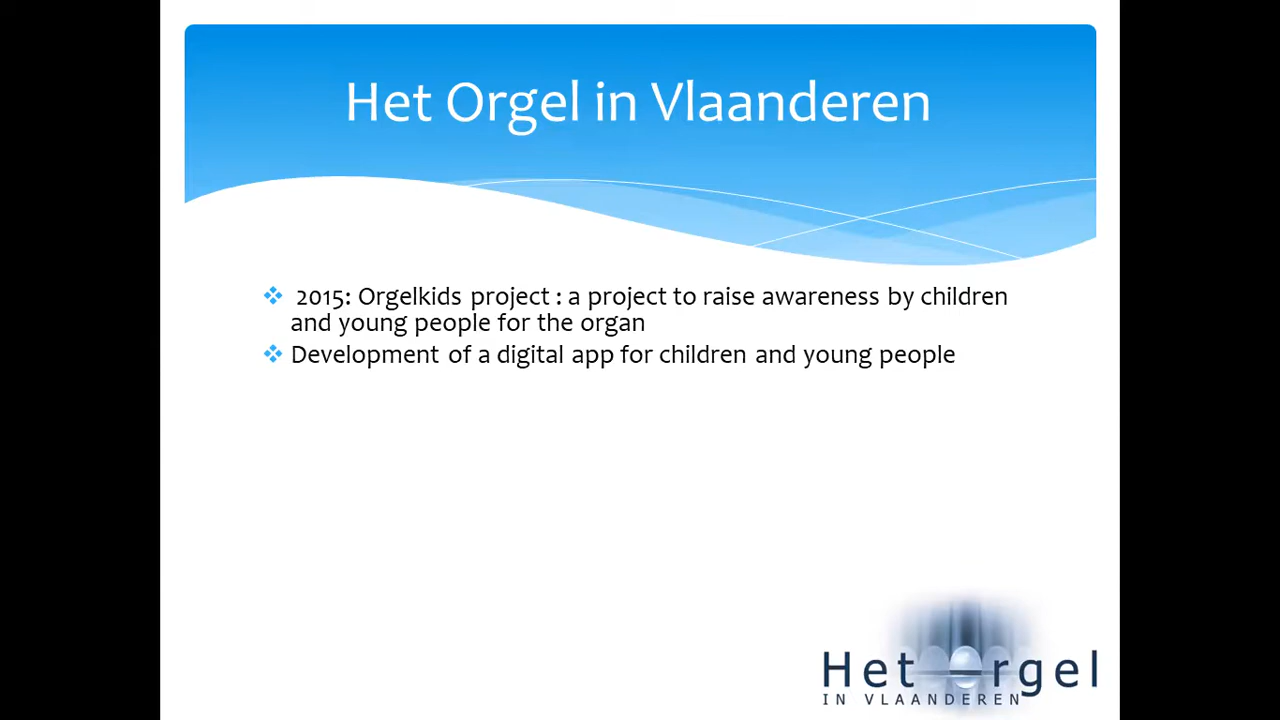 Het Orgel in Vlaanderen
2015: Orgelkids project : a project to raise awareness by children
and young people for the organ
Development of a digital app for children and young people
Het Orgel
IN VLAANDEREN